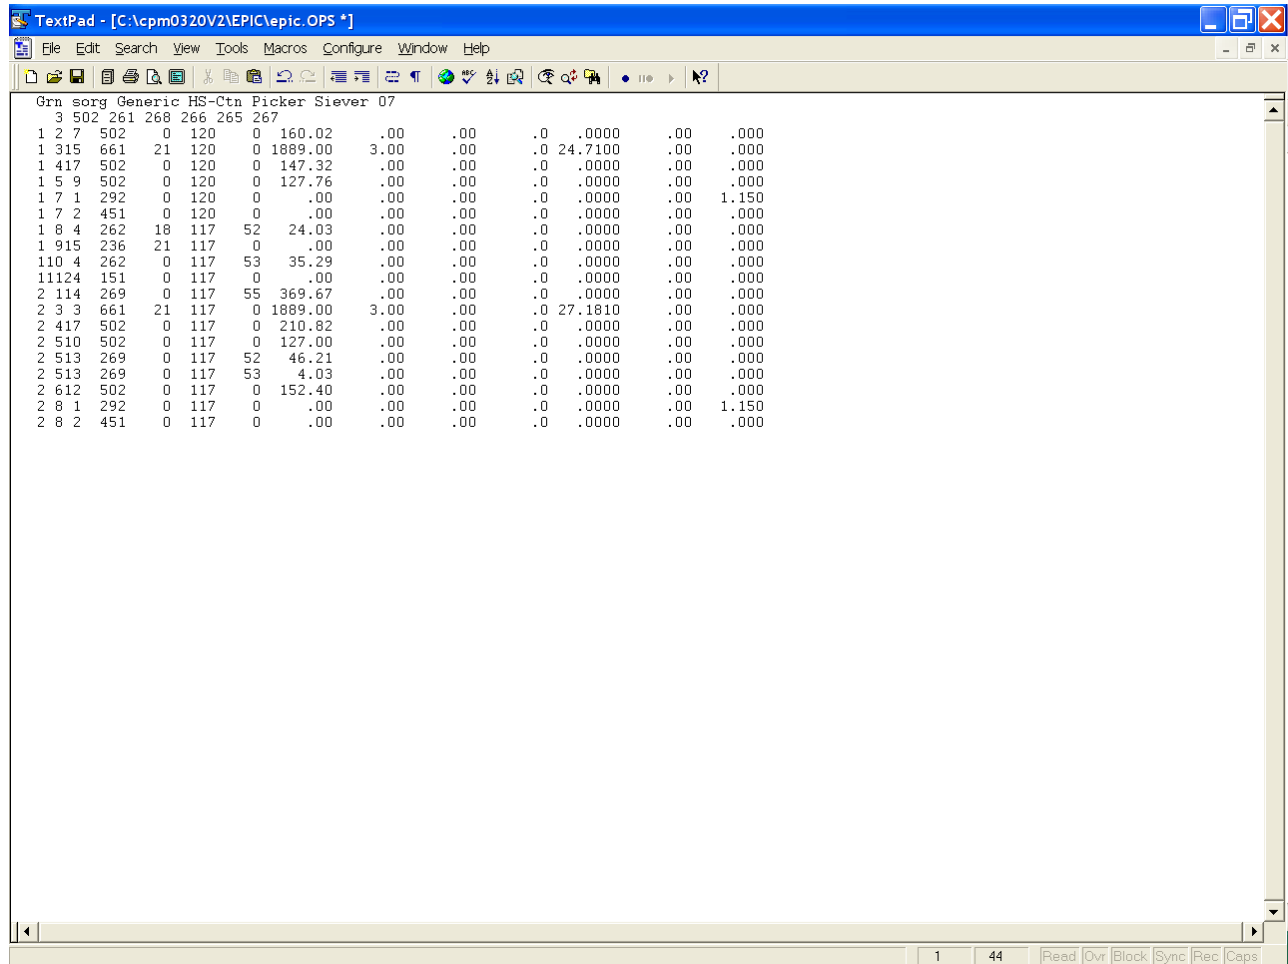 TextPad - [C:\cpm0320V2\EPIC\epic.OPS *]
File Edit Search View Tools Macros Configure Window Help
Grn sorg Generic HS-Ctn Picker Siever 07
3 502 261 268 266 265 267
1 2 7 502 0 120 0 160.02 .00 .00 .0 .0000 .00 .000
1 315 661 21 120 0 1889.00 3.00 .00 .0 24.7100 .00 .000
1 417 502 0 120 0 147.32 .00 .00 .0 .0000 .00 .000
1 5 9 502 0 120 0 127.76 .00 .00 .0 .0000 .00 .000
1 7 1 292 0 120 0 .00 .00 .00 .0 .0000 .00 1.150
1 7 2 451 0 120 0 .00 .00 .00 .0 .0000 .00 .000
1 8 4 262 18 117 52 24.03 .00 .00 .0 .0000 .00 .000
1 915 236 21 117 0 .00 .00 .00 .0 .0000 .00 .000
110 4 262 0 117 53 35.29 .00 .00 .0 .0000 .00 .000
11124 151 0 117 0 .00 .00 .00 .0 .0000 .00 .000
2 114 269 0 117 55 369.67 .00 .00 .0 .0000 .00 .000
2 3 3 661 21 117 0 1889.00 3.00 .00 .0 27.1810 .00 .000
2 417 502 0 117 0 210.82 .00 .00 .0 .0000 .00 .000
2 510 502 0 117 0 127.00 .00 .00 .0 .0000 .00 .000
2 513 269 0 117 52 46.21 .00 .00 .0 .0000 .00 .000
2 513 269 0 117 53 4.03 .00 .00 .0 .0000 .00 .000
2 612 502 0 117 0 152.40 .00 .00 .0 .0000 .00 .000
2 8 1 292 0 117 0 .00 .00 .00 .0 .0000 .00 1.150
2 8 2 451 0 117 0 .00 .00 .00 .0 .0000 .00 .000
1 44 Read Ovr Block Sync Rec Caps